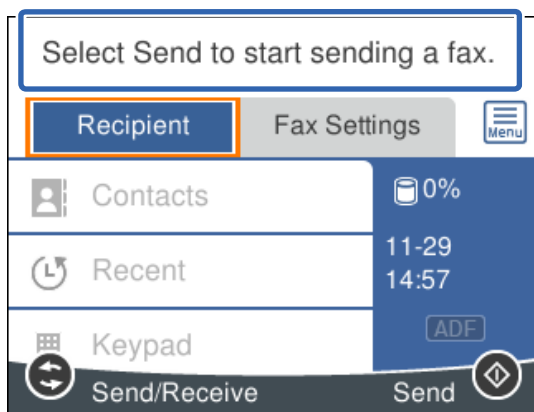 Select Send to start sending a fax.
Recipient
Fax Settings
Menu
Contacts
0%
Recent
11-29
14:57
Keypad
ADF
Send/Receive
Send